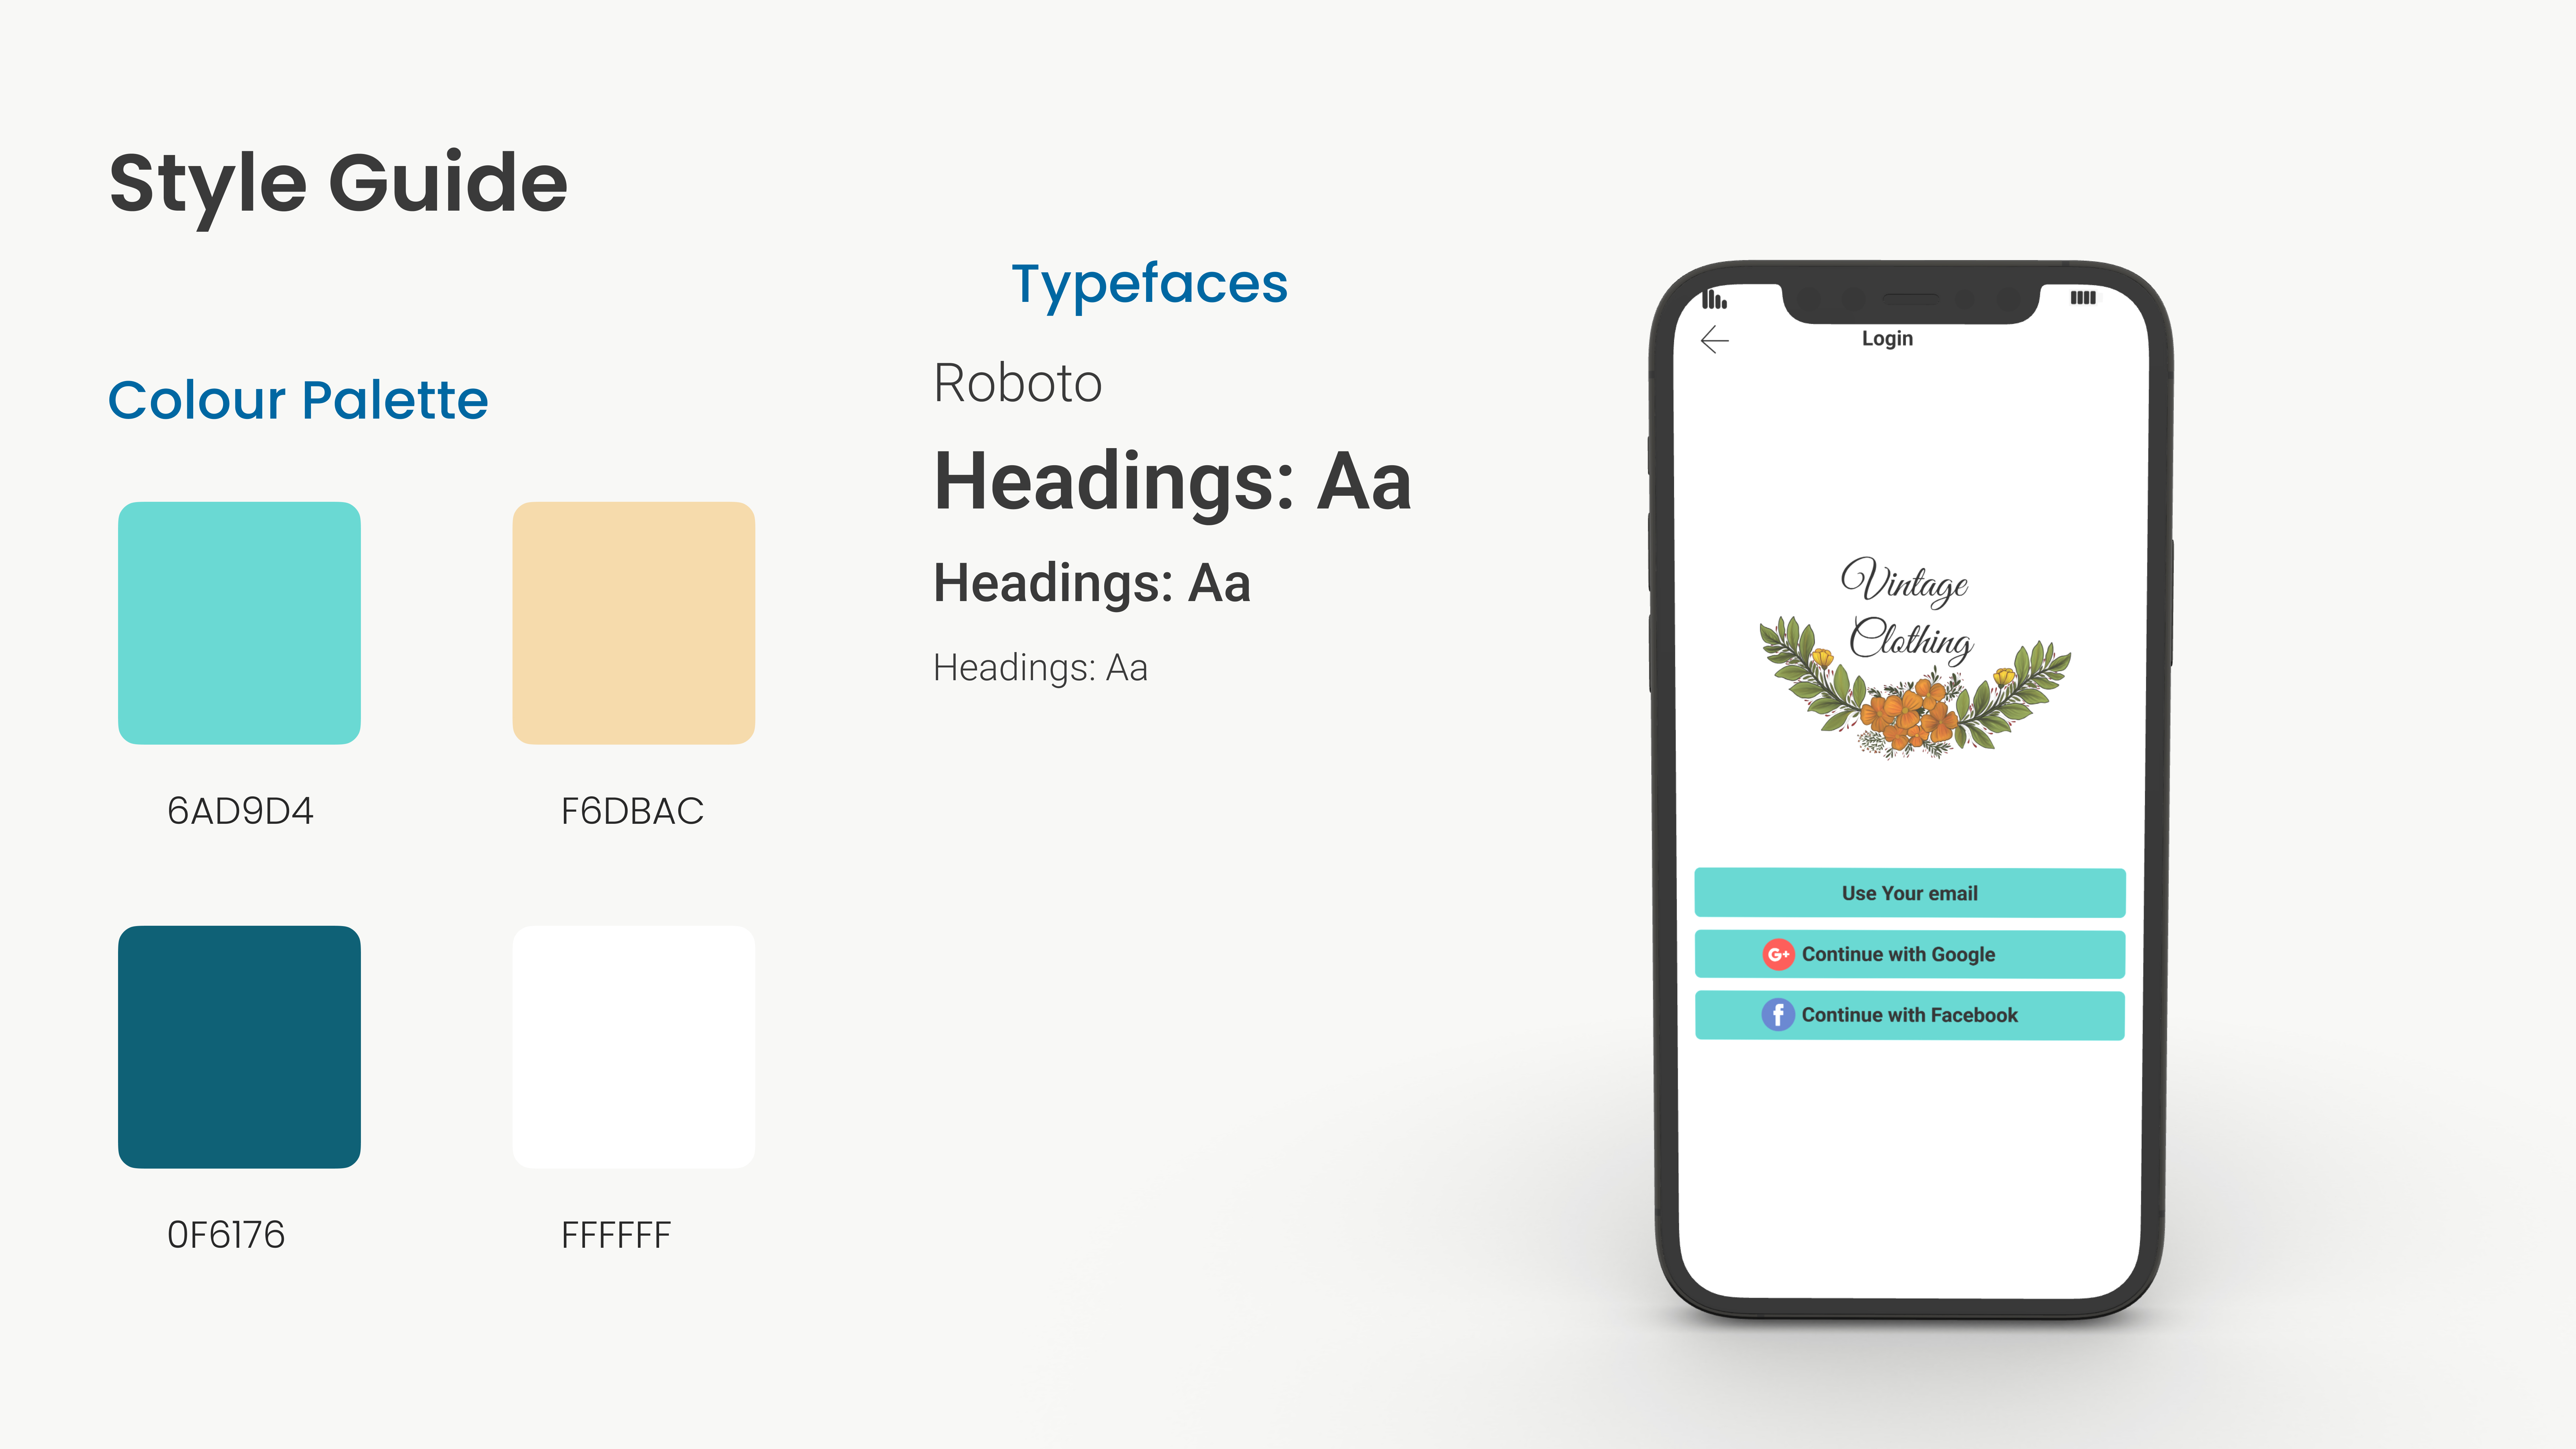 Style Guide
Colour Palette
6AD9D4
F6DBAC
0F6176
FFFFFF
Typefaces
Roboto
Headings: Aa
Headings: Aa
Headings: Aa
Login
Vintage
Clothing
Use Your email
G+ Continue with Google
f Continue with Facebook